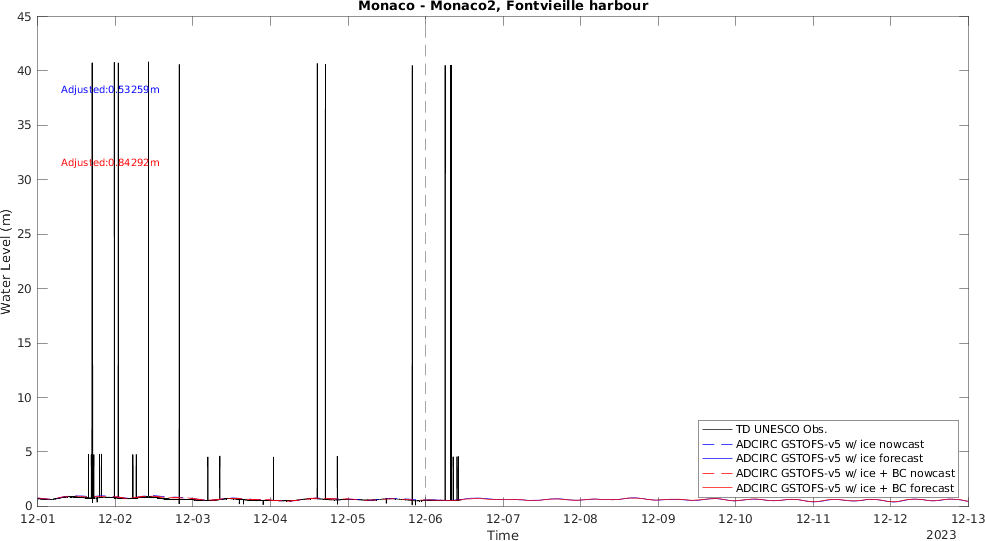 Monaco - Monaco2, Fontvieille harbour
45
40
35
30
25
20
15
10
5
0
Water Level (m)
Adjusted:0.53259m
Adjusted:0.84292m
TD UNESCO Obs.
ADCIRC GSTOFS-v5 w/ ice nowcast
ADCIRC GSTOFS-v5 w/ ice forecast
ADCIRC GSTOFS-v5 w/ ice + BC nowcast
ADCIRC GSTOFS-v5 w/ ice + BC forecast
12-01 12-02 12-03 12-04 12-05 12-06 12-07 12-08 12-09 12-10 12-11 12-12 12-13
Time
2023